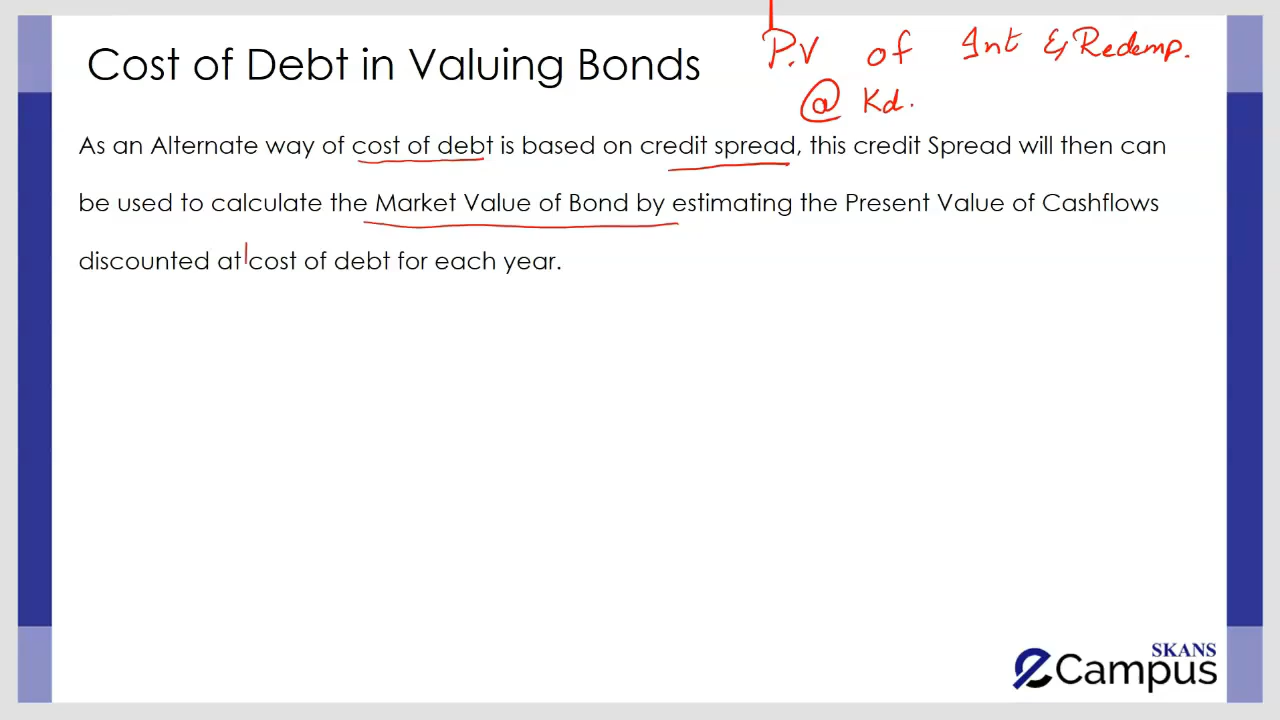 P.V of Int & Redemp.
Cost of Debt in Valuing Bonds
@ Kd.
As an Alternate way of cost of debt is based on credit spread, this credit Spread will then can
be used to calculate the Market Value of Bond by estimating the Present Value of Cashflows
discounted at cost of debt for each year.
SKANS
eCampus